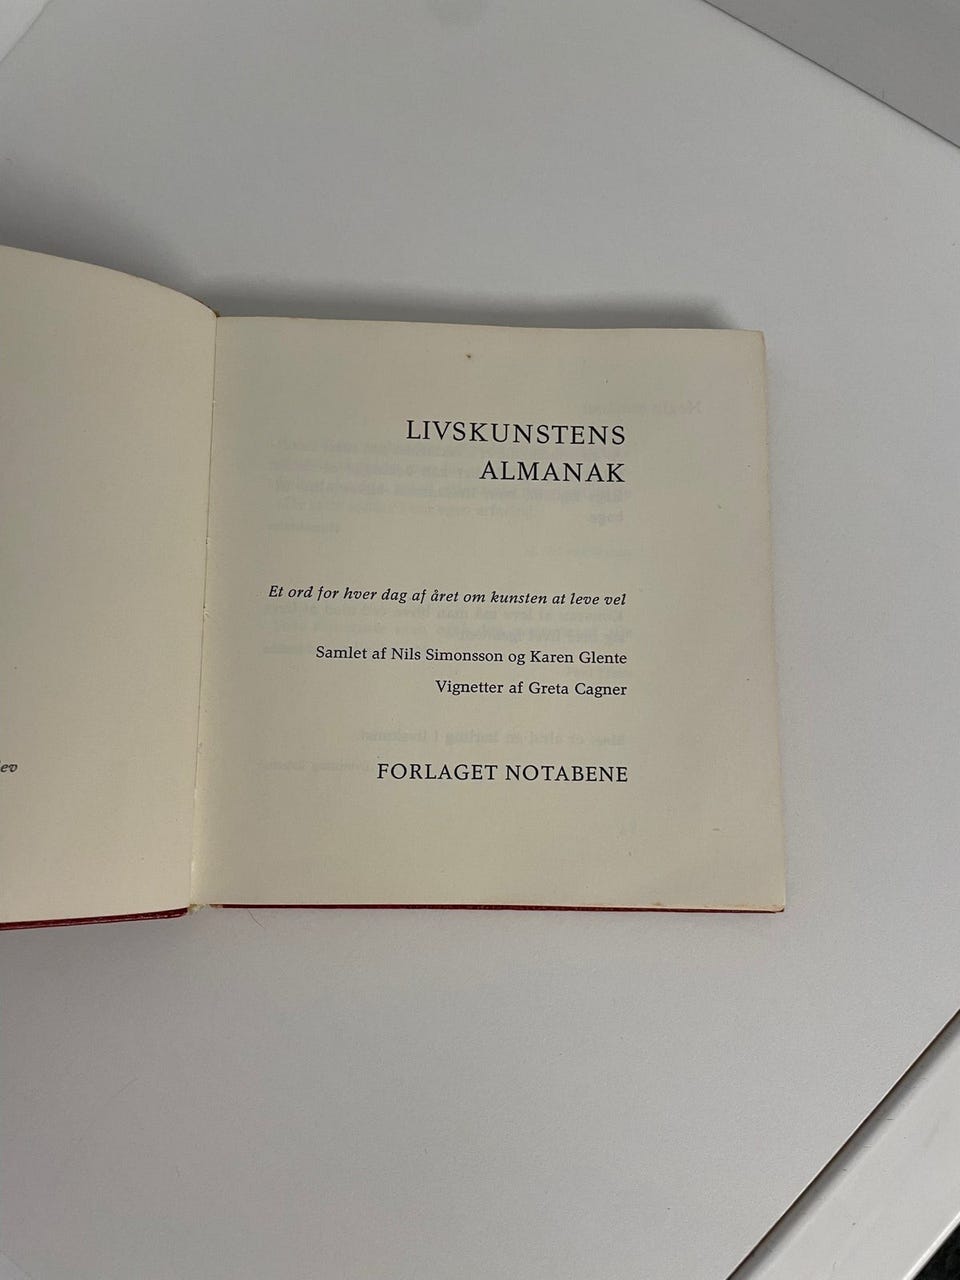 LIVSKUNSTENS
ALMANAK
Et ord for hver dag af året om kunsten at leve vel
Samlet af Nils Simonsson og Karen Glente
Vignetter af Greta Cagner
FORLAGET NOTABENE